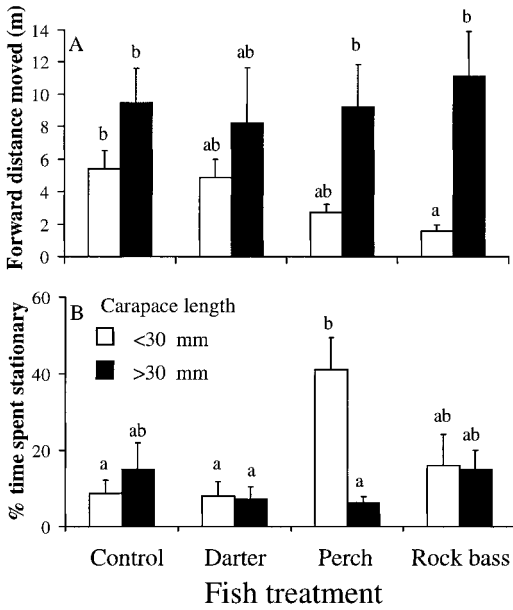 Forward distance moved (m)
14
12
10
8
6
4
2
0
A
b
b
ab
ab
ab
b
a
b
% time spent stationary
60
40
20
0
B
Carapace length
<30 mm
>30 mm
a
ab
a
a
b
a
ab
ab
Control Darter Perch Rock bass
Fish treatment